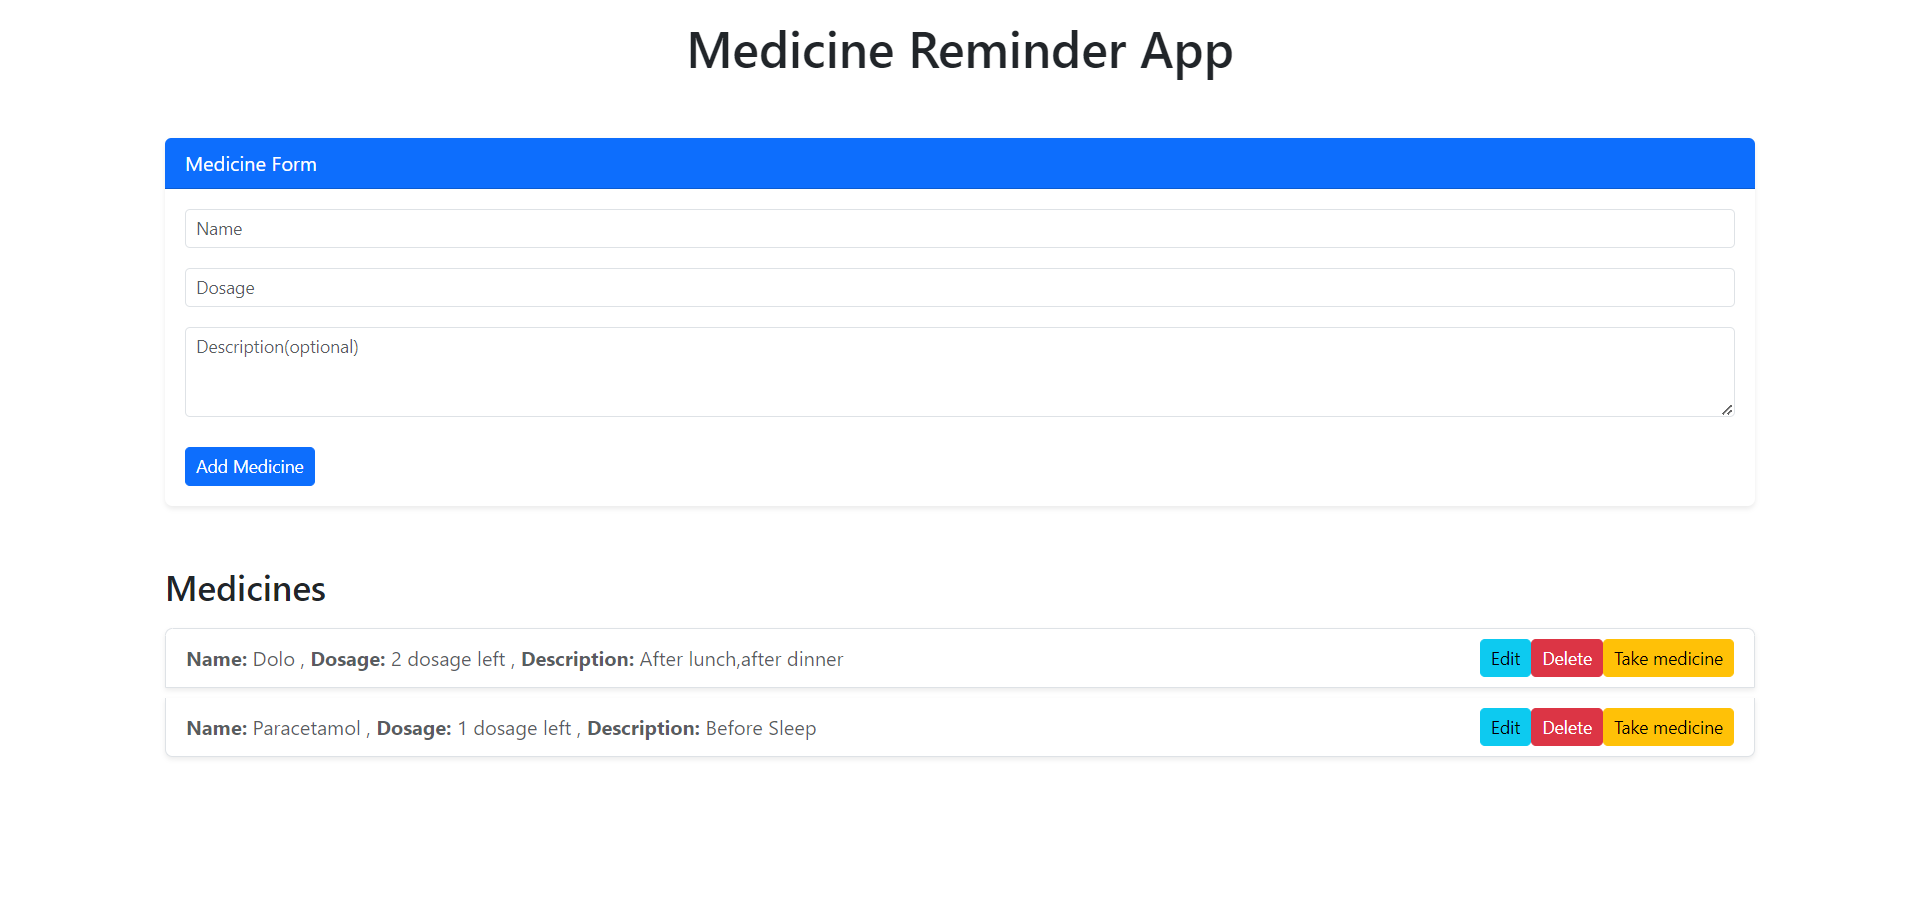 Medicine Reminder App
Medicine Form
Name
Dosage
Description(optional)
Add Medicine
Medicines
Name: Dolo , Dosage: 2 dosage left , Description: After lunch,after dinner Edit Delete Take medicine
Name: Paracetamol , Dosage: 1 dosage left , Description: Before Sleep Edit Delete Take medicine